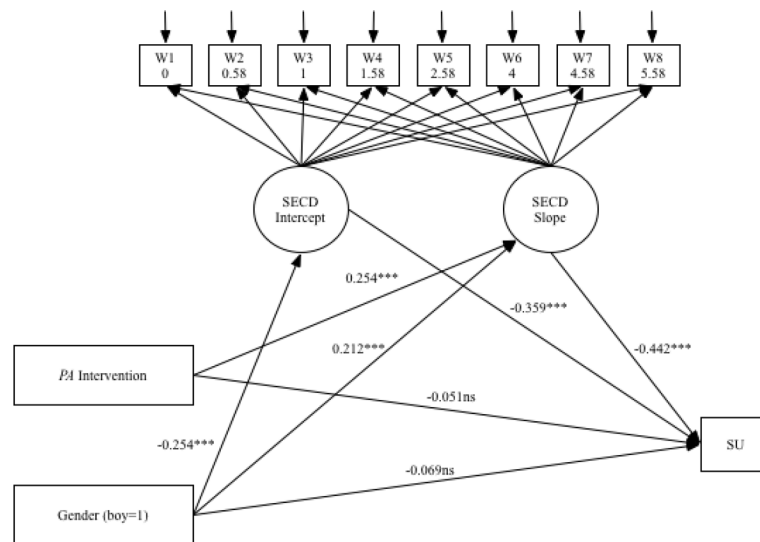 W1 W2 W3 W4 W5 W6 W7 W8
0 0.58 1 1.58 2.58 4 4.58 5.58
SECD
Intercept
SECD
Slope
0.254***
-0.359***
0.212***
-0.442***
PA Intervention
-0.051ns
-0.254***
SU
-0.069ns
Gender (boy=1)